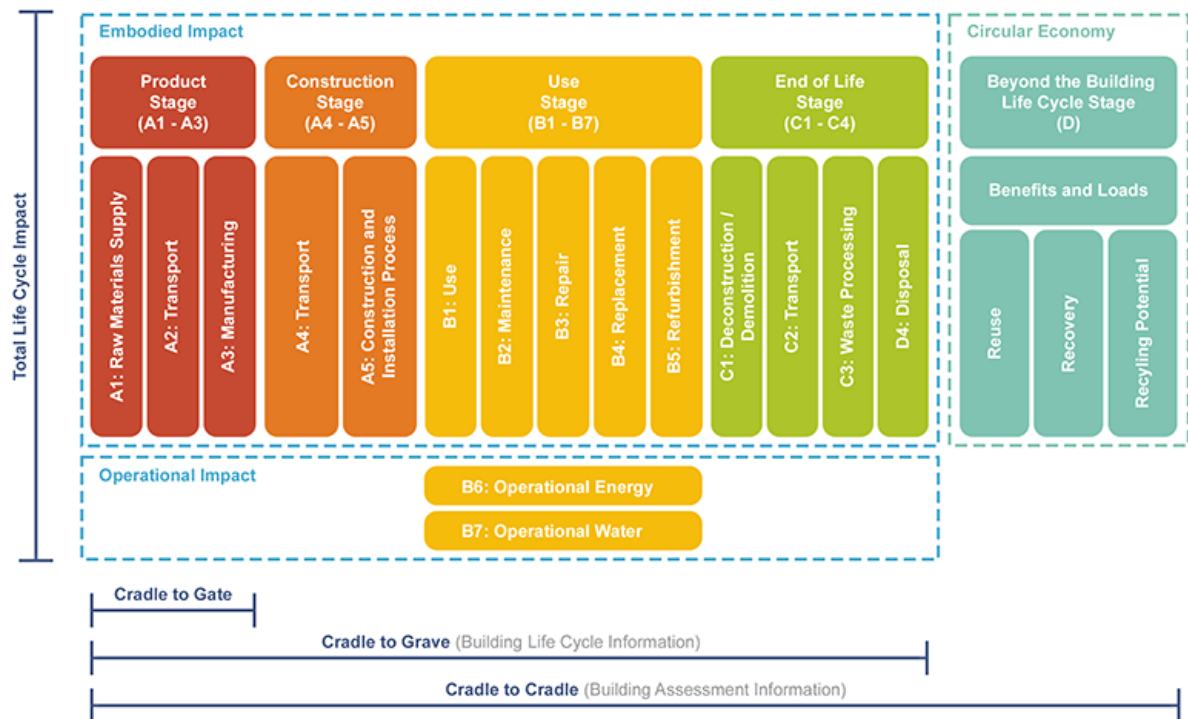 Total Life Cycle Impact
Embodied Impact
Product
Stage
(A1 - A3)
Construction
Stage
(A4 - A5)
Use
Stage
(B1 - B7)
End of Life
Stage
(C1 - C4)
A1: Raw Materials Supply
A2: Transport
A3: Manufacturing
A4: Transport
A5: Construction and
Installation Process
B1: Use
B2: Maintenance
B3: Repair
B4: Replacement
B5: Refurbishment
C1: Deconstruction /
Demolition
C2: Transport
C3: Waste Processing
D4: Disposal
Circular Economy
Beyond the Building
Life Cycle Stage
(D)
Benefits and Loads
Reuse
Recovery
Recyling Potential
Operational Impact
B6: Operational Energy
B7: Operational Water
Cradle to Gate
Cradle to Grave (Building Life Cycle Information)
Cradle to Cradle (Building Assessment Information)